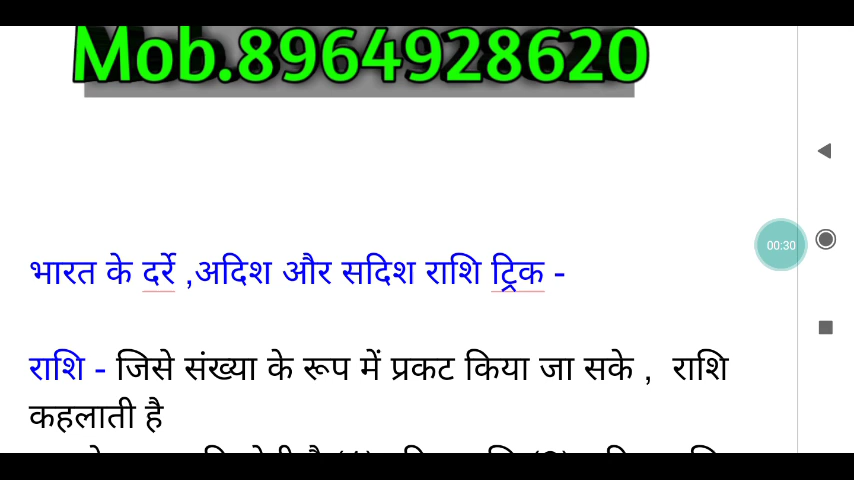 Mob.8964928620
00:30
भारत के दर्रे ,अदिश और सदिश राशि ट्रिक -
राशि - जिसे संख्या के रूप में प्रकट किया जा सके , राशि
कहलाती है